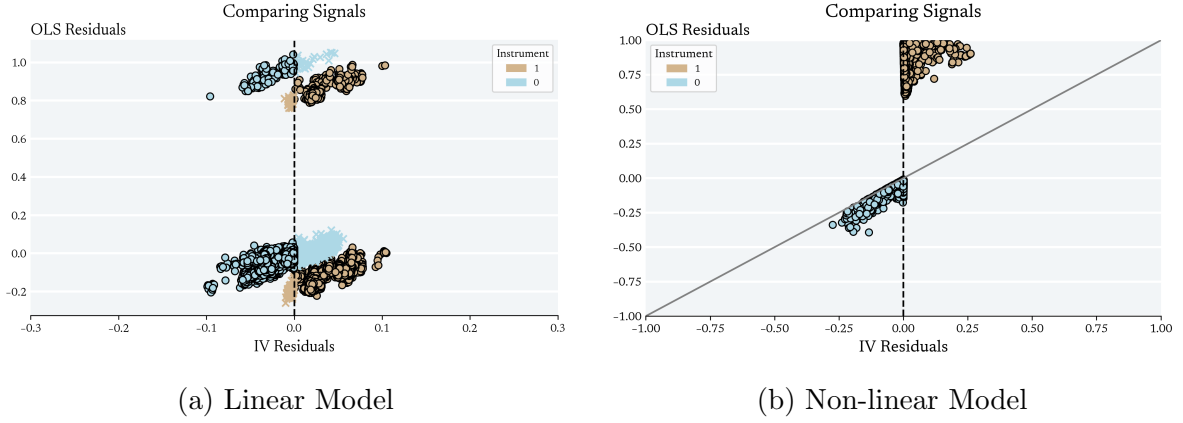 Comparing Signals
OLS Residuals
Instrument
1
0
1.0
0.8
0.6
0.4
0.2
0.0
−0.2
−0.3 −0.2 −0.1 0.0 0.1 0.2 0.3
IV Residuals
(a) Linear Model
Comparing Signals
OLS Residuals
Instrument
1
0
1.00
0.75
0.50
0.25
0.00
−0.25
−0.50
−0.75
−1.00
−1.00 −0.75 −0.50 −0.25 0.00 0.25 0.50 0.75 1.00
IV Residuals
(b) Non-linear Model